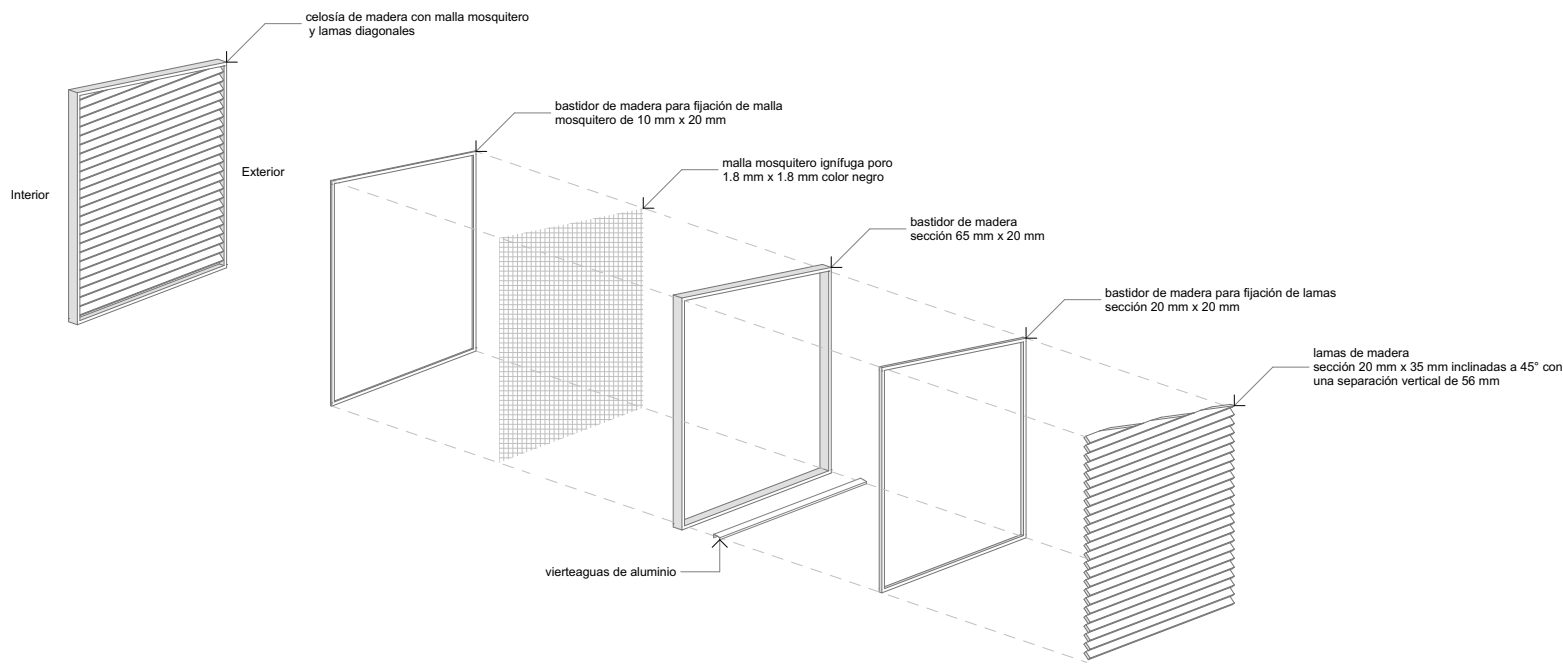 celosía de madera con malla mosquitero
y lamas diagonales
Interior
Exterior
bastidor de madera para fijación de malla
mosquitero de 10 mm x 20 mm
malla mosquitero ignífuga poro
1.8 mm x 1.8 mm color negro
bastidor de madera
sección 65 mm x 20 mm
bastidor de madera para fijación de lamas
sección 20 mm x 20 mm
lamas de madera
sección 20 mm x 35 mm inclinadas a 45° con
una separación vertical de 56 mm
vierteaguas de aluminio